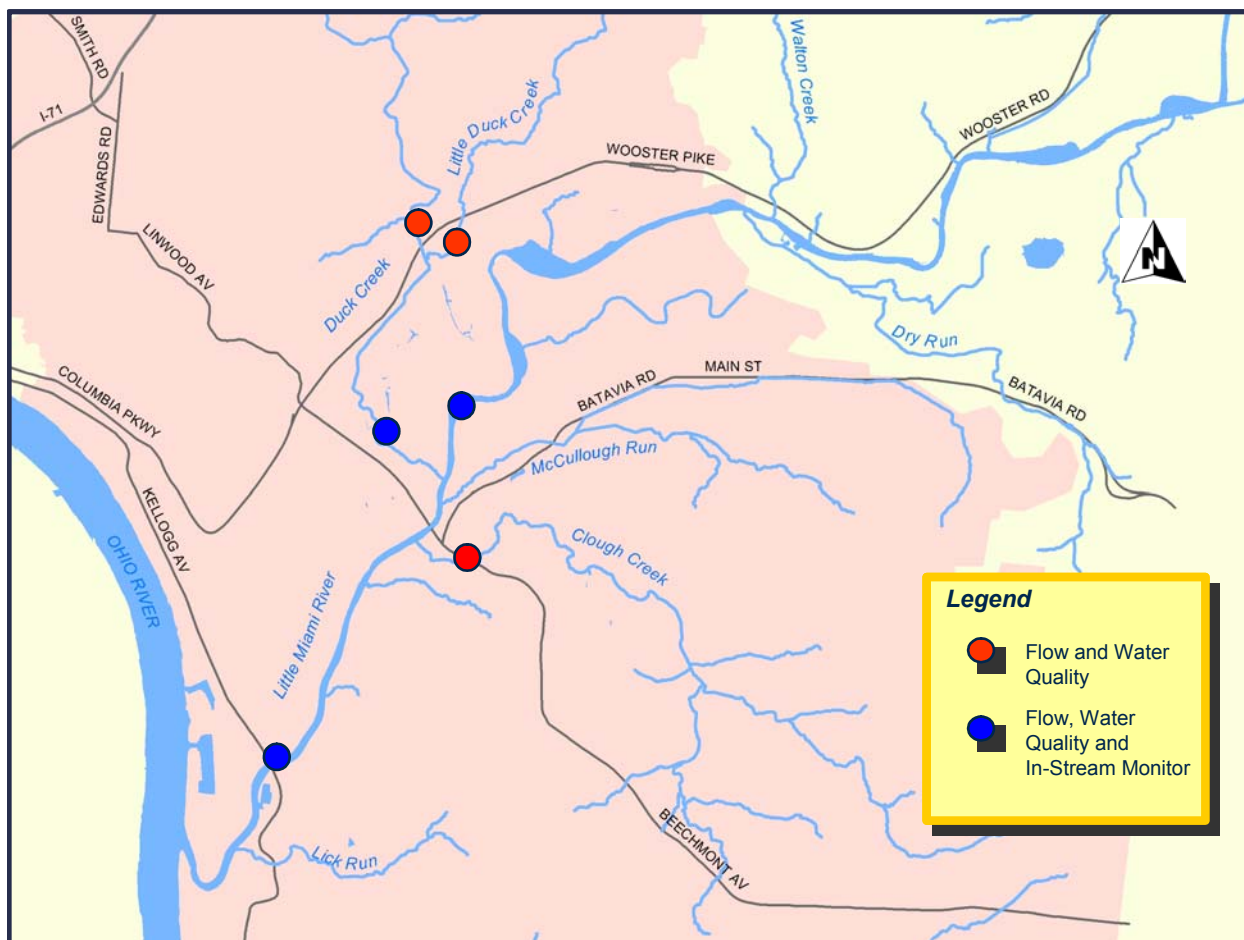 SMITH RD
I-71
EDWARDS RD
LINWOOD AV
COLUMBIA PKWY
KELLOGG AV
OHIO RIVER
Little Duck Creek
Duck Creek
WOOSTER PIKE
Walton Creek
WOOSTER RD
N
Dry Run
MAIN ST
BATAVIA RD
BATAVIA RD
McCullough Run
Clough Creek
Little Miami River
Lick Run
BEECHMONT AV
Legend
Flow and Water
Quality
Flow, Water
Quality and
In-Stream Monitor